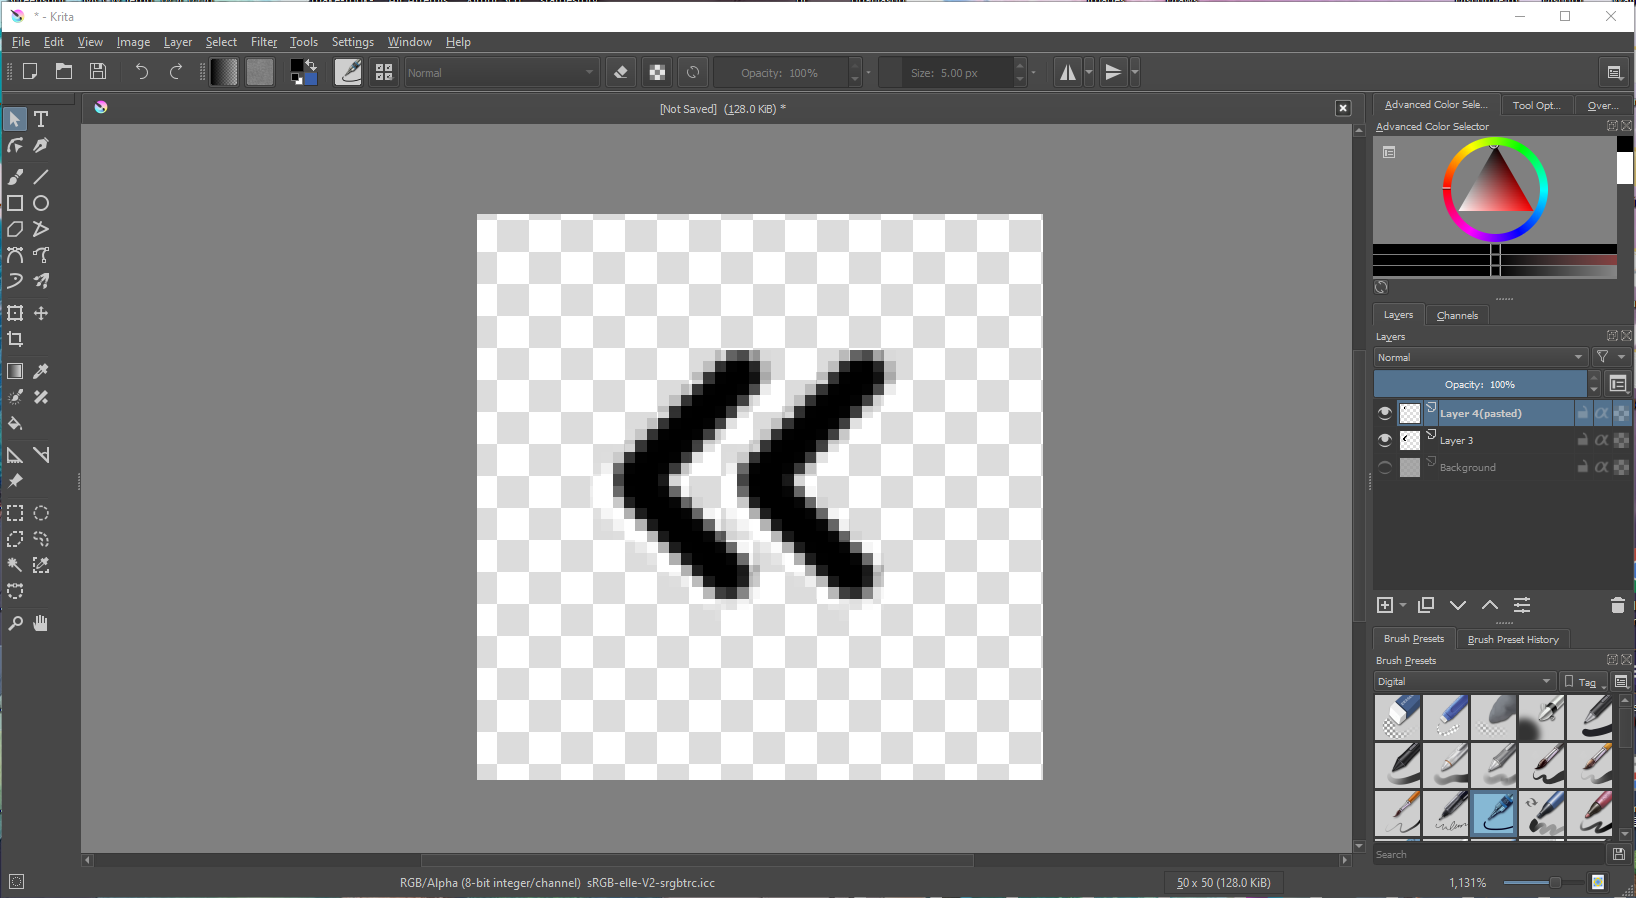 * - Krita
File Edit View Image Layer Select Filter Tools Settings Window Help
Normal Opacity: 100% Size: 5.00 px
[Not Saved] (128.0 KiB) *
Advanced Color Sele... Tool Opt... Over...
Advanced Color Selector
Layers Channels
Layers
Normal
Opacity: 100%
Layer 4(pasted)
Layer 3
Background
Brush Presets Brush Preset History
Brush Presets
Digital Tag
Search
RGB/Alpha (8-bit integer/channel) sRGB-elle-V2-srgbtrc.icc 50 x 50 (128.0 KiB) 1,131%